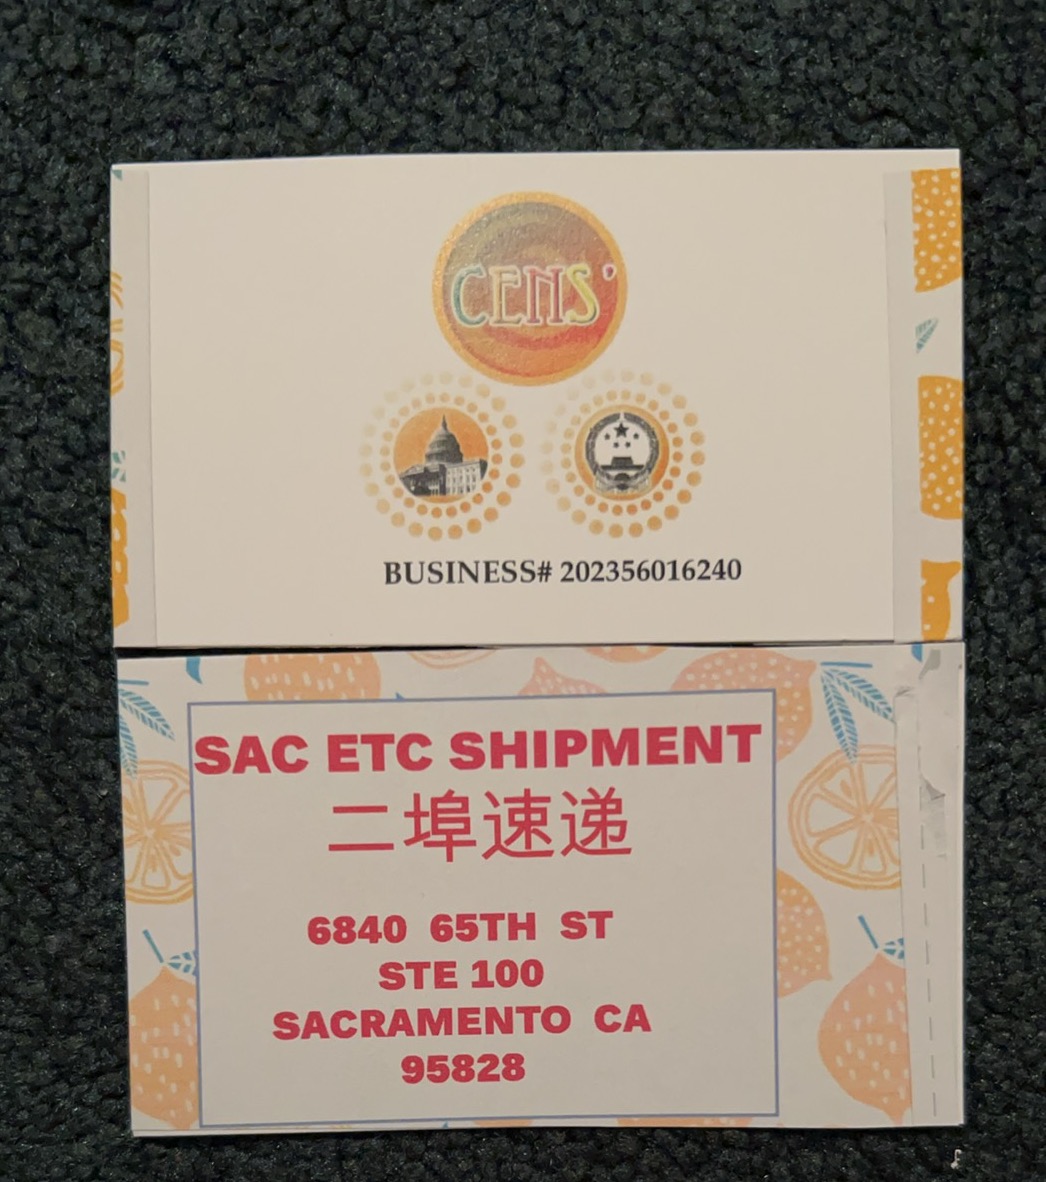 CENS'
BUSINESS# 202356016240
SAC ETC SHIPMENT
二埠速递
6840 65TH ST
STE 100
SACRAMENTO CA
95828